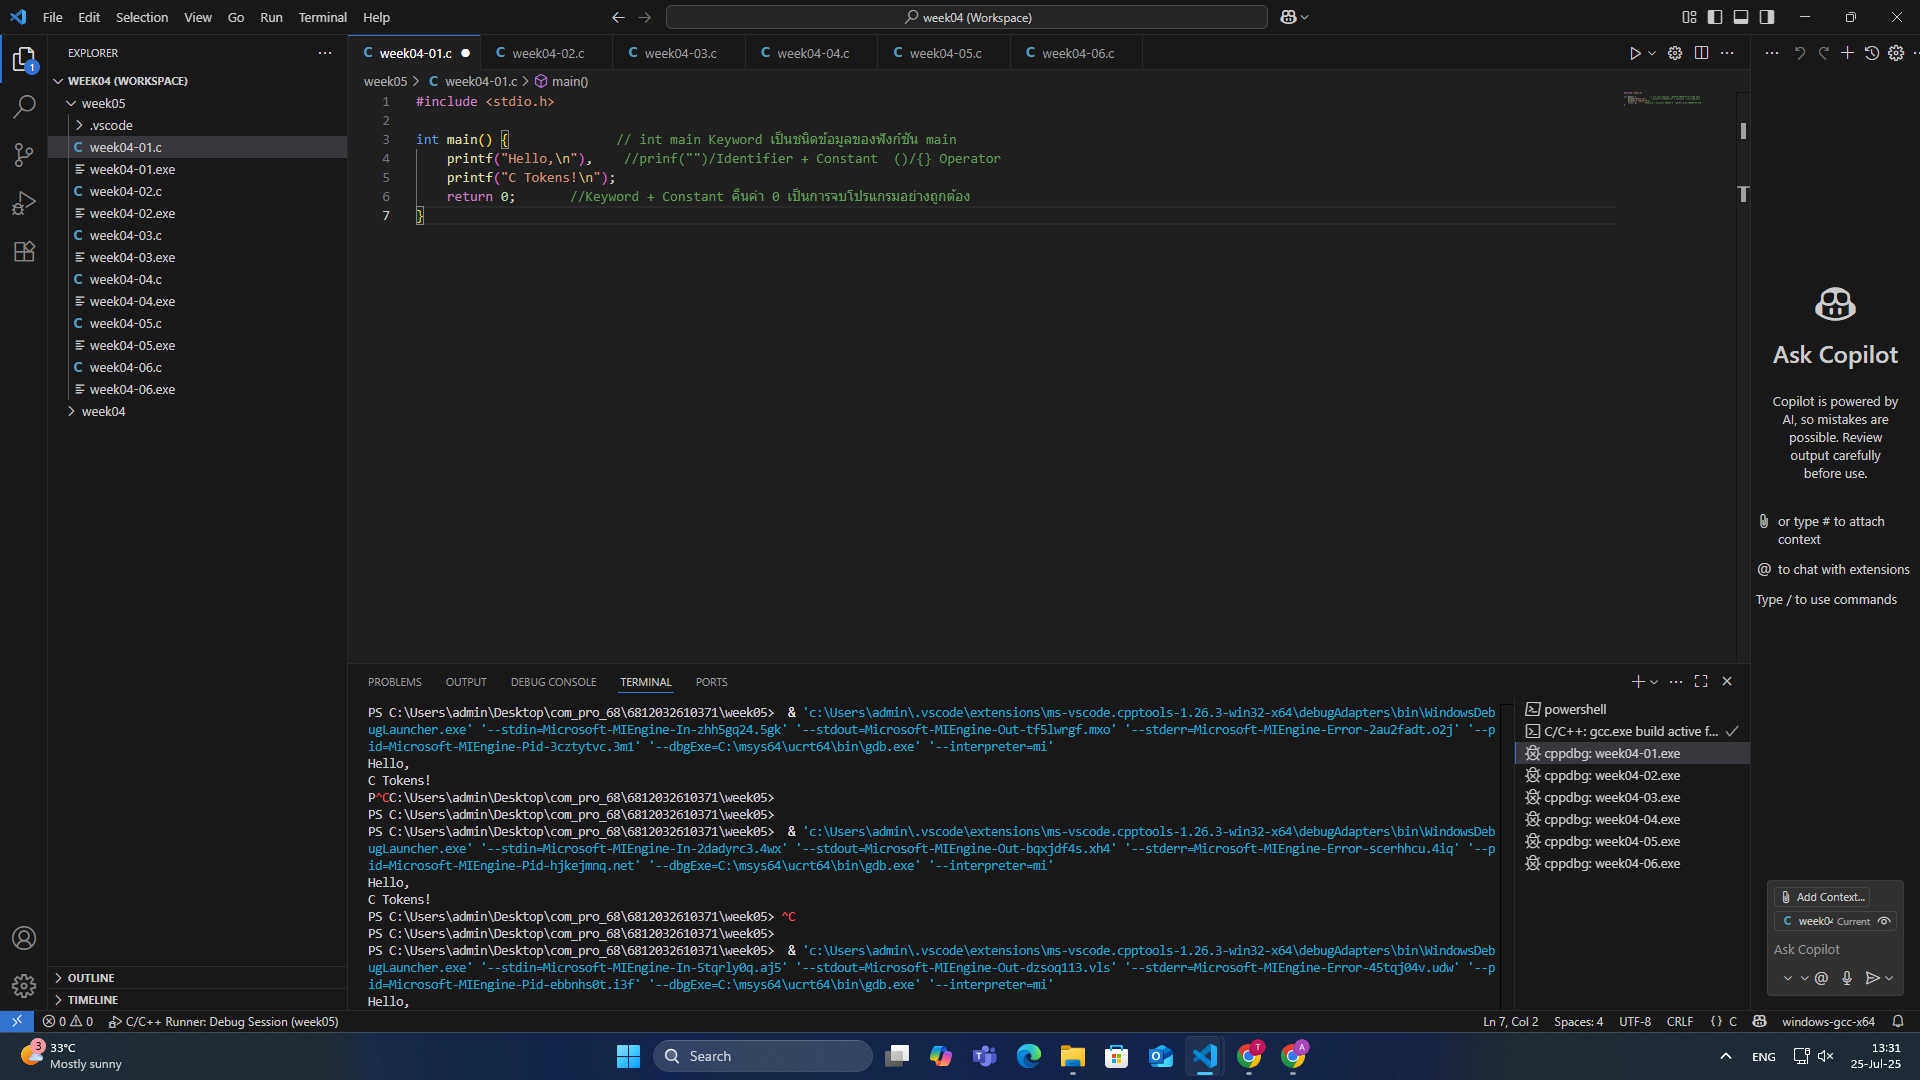 File Edit Selection View Go Run Terminal Help
week04 (Workspace)
EXPLORER
WEEK04 (WORKSPACE)
week05
.vscode
week04-01.c
week04-01.exe
week04-02.c
week04-02.exe
week04-03.c
week04-03.exe
week04-04.c
week04-04.exe
week04-05.c
week04-05.exe
week04-06.c
week04-06.exe
week04
OUTLINE
TIMELINE
1
C week04-01.c C week04-02.c C week04-03.c C week04-04.c C week04-05.c C week04-06.c
week05 > C week04-01.c > main()
1 #include <stdio.h>
2
3 int main() { // int main Keyword เป็นชนิดข้อมูลของฟังก์ชัน main
4 printf("Hello,\n"), //prinf("")/Identifier + Constant ()/{} Operator
5 printf("C Tokens!\n");
6 return 0; //Keyword + Constant คืนค่า 0 เป็นการจบโปรแกรมอย่างถูกต้อง
7 }
PROBLEMS OUTPUT DEBUG CONSOLE TERMINAL PORTS
PS C:\Users\admin\Desktop\com_pro_68\6812032610371\week05> & 'c:\Users\admin\.vscode\extensions\ms-vscode.cpptools-1.26.3-win32-x64\debugAdapters\bin\WindowsDeb
ugLauncher.exe' '--stdin=Microsoft-MIEngine-In-zhh5gq24.5gk' '--stdout=Microsoft-MIEngine-Out-tf5lwrgf.mxo' '--stderr=Microsoft-MIEngine-Error-2au2fadt.o2j' '--p
id=Microsoft-MIEngine-Pid-3cztytvc.3m1' '--dbgExe=C:\msys64\ucrt64\bin\gdb.exe' '--interpreter=mi'
Hello,
C Tokens!
P^CC:\Users\admin\Desktop\com_pro_68\6812032610371\week05>
PS C:\Users\admin\Desktop\com_pro_68\6812032610371\week05>
PS C:\Users\admin\Desktop\com_pro_68\6812032610371\week05> & 'c:\Users\admin\.vscode\extensions\ms-vscode.cpptools-1.26.3-win32-x64\debugAdapters\bin\WindowsDeb
ugLauncher.exe' '--stdin=Microsoft-MIEngine-In-2dadyrc3.4wx' '--stdout=Microsoft-MIEngine-Out-bqxjdf4s.xh4' '--stderr=Microsoft-MIEngine-Error-scerhhcu.4iq' '--p
id=Microsoft-MIEngine-Pid-hjkejmnq.net' '--dbgExe=C:\msys64\ucrt64\bin\gdb.exe' '--interpreter=mi'
Hello,
C Tokens!
PS C:\Users\admin\Desktop\com_pro_68\6812032610371\week05> ^C
PS C:\Users\admin\Desktop\com_pro_68\6812032610371\week05>
PS C:\Users\admin\Desktop\com_pro_68\6812032610371\week05> & 'c:\Users\admin\.vscode\extensions\ms-vscode.cpptools-1.26.3-win32-x64\debugAdapters\bin\WindowsDeb
ugLauncher.exe' '--stdin=Microsoft-MIEngine-In-5tqrly0q.aj5' '--stdout=Microsoft-MIEngine-Out-dzsoq113.vls' '--stderr=Microsoft-MIEngine-Error-45tqj04v.udw' '--p
id=Microsoft-MIEngine-Pid-ebbnhs0t.i3f' '--dbgExe=C:\msys64\ucrt64\bin\gdb.exe' '--interpreter=mi'
Hello,
powershell
C/C++: gcc.exe build active f...
cppdbg: week04-01.exe
cppdbg: week04-02.exe
cppdbg: week04-03.exe
cppdbg: week04-04.exe
cppdbg: week04-05.exe
cppdbg: week04-06.exe
Ask Copilot
Copilot is powered by
AI, so mistakes are
possible. Review
output carefully
before use.
or type # to attach
context
@ to chat with extensions
Type / to use commands
Add Context...
C week04 Current
Ask Copilot
0 0 C/C++ Runner: Debug Session (week05)
Ln 7, Col 2 Spaces: 4 UTF-8 CRLF {} C windows-gcc-x64
3
33°C
Mostly sunny
Search
T
A
ENG
13:31
25-Jul-25